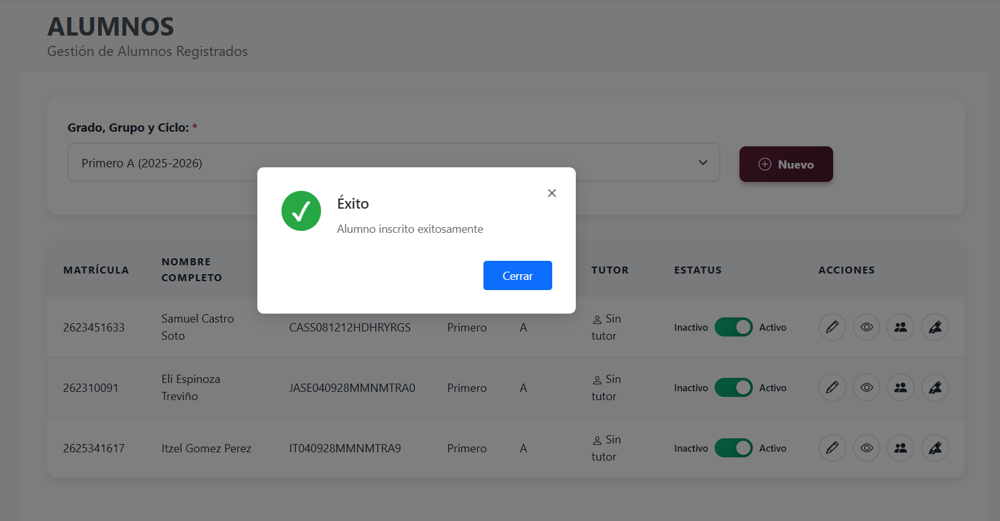 ALUMNOS
Gestión de Alumnos Registrados
Grado, Grupo y Ciclo: *
Primero A (2025-2026)
Nuevo
Éxito
Alumno inscrito exitosamente
Cerrar
MATRÍCULA NOMBRE COMPLETO TUTOR ESTATUS ACCIONES
2623451633 Samuel Castro Soto CASS081212HDHRYRGS Primero A Sin tutor Inactivo Activo
262310091 Eli Espinoza Treviño JASE040928MMNMTRA0 Primero A Sin tutor Inactivo Activo
2625341617 Itzel Gomez Perez IT040928MMNMTRA9 Primero A Sin tutor Inactivo Activo